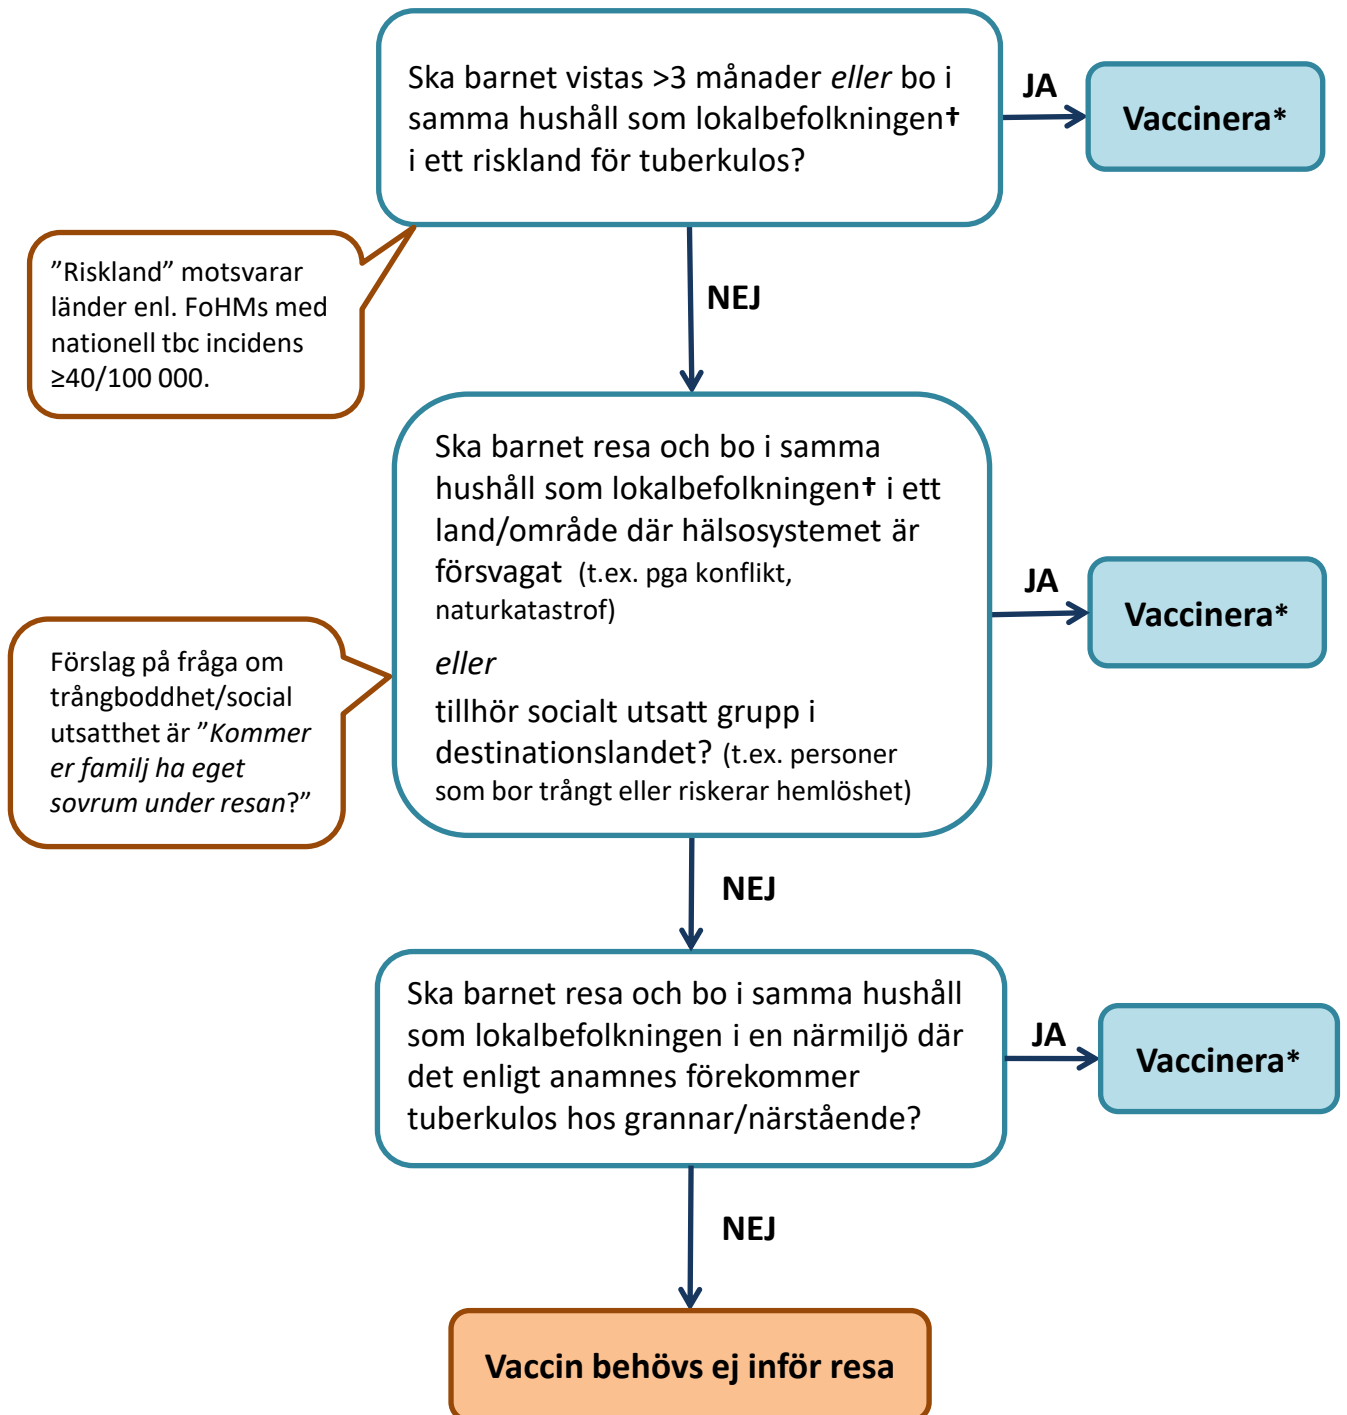 Ska barnet vistas >3 månader eller bo i
samma hushåll som lokalbefolkningen✝
i ett riskland för tuberkulos?
JA
Vaccinera*
”Riskland” motsvarar
länder enl. FoHMs med
nationell tbc incidens
≥40/100 000.
NEJ
Ska barnet resa och bo i samma
hushåll som lokalbefolkningen✝ i ett
land/område där hälsosystemet är
försvagat (t.ex. pga konflikt,
naturkatastrof)
eller
tillhör socialt utsatt grupp i
destinationslandet? (t.ex. personer
som bor trångt eller riskerar hemlöshet)
JA
Vaccinera*
Förslag på fråga om
trångboddhet/social
utsatthet är ”Kommer
er familj ha eget
sovrum under resan?”
NEJ
Ska barnet resa och bo i samma hushåll
som lokalbefolkningen i en närmiljö där
det enligt anamnes förekommer
tuberkulos hos grannar/närstående?
JA
Vaccinera*
NEJ
Vaccin behövs ej inför resa